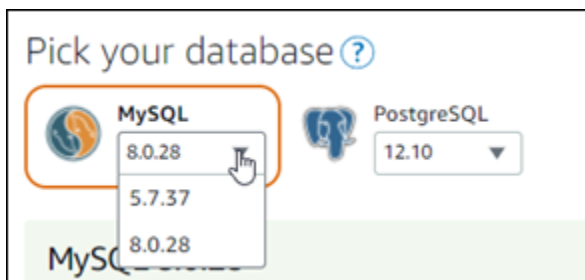 Pick your database ?
MySQL
8.0.28
5.7.37
8.0.28
PostgreSQL
12.10